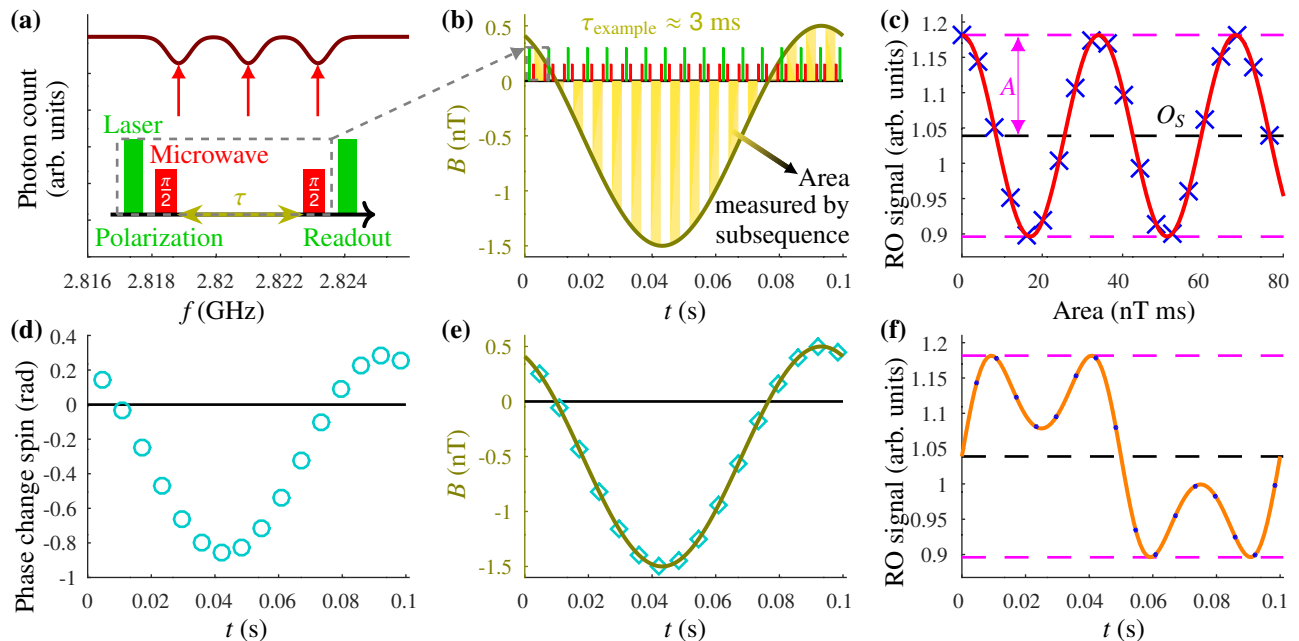 (a)
Photon count
(arb. units)
Laser
Microwave
π/2
π/2
τ
Polarization
Readout
2.816
2.82
2.822
2.824
f (GHz)
(b)
τexample ≈ 3 ms
0.5
0
-0.5
-1
-1.5
B (nT)
Area
measured by
subsequence
0
0.02
0.04
0.06
0.08
0.1
t (s)
(c)
1.2
1.15
1.1
1.05
1
0.95
0.9
RO signal (arb. units)
A
OS
0
20
40
60
80
Area (nT ms)
(d)
0.4
0.2
0
-0.2
-0.4
-0.6
-0.8
-1
Phase change spin (rad)
0
0.02
0.04
0.06
0.08
0.1
t (s)
(e)
0.5
0
-0.5
-1
-1.5
B (nT)
0
0.02
0.04
0.06
0.08
0.1
t (s)
(f)
1.2
1.15
1.1
1.05
1
0.95
0.9
RO signal (arb. units)
0
0.02
0.04
0.06
0.08
0.1
t (s)